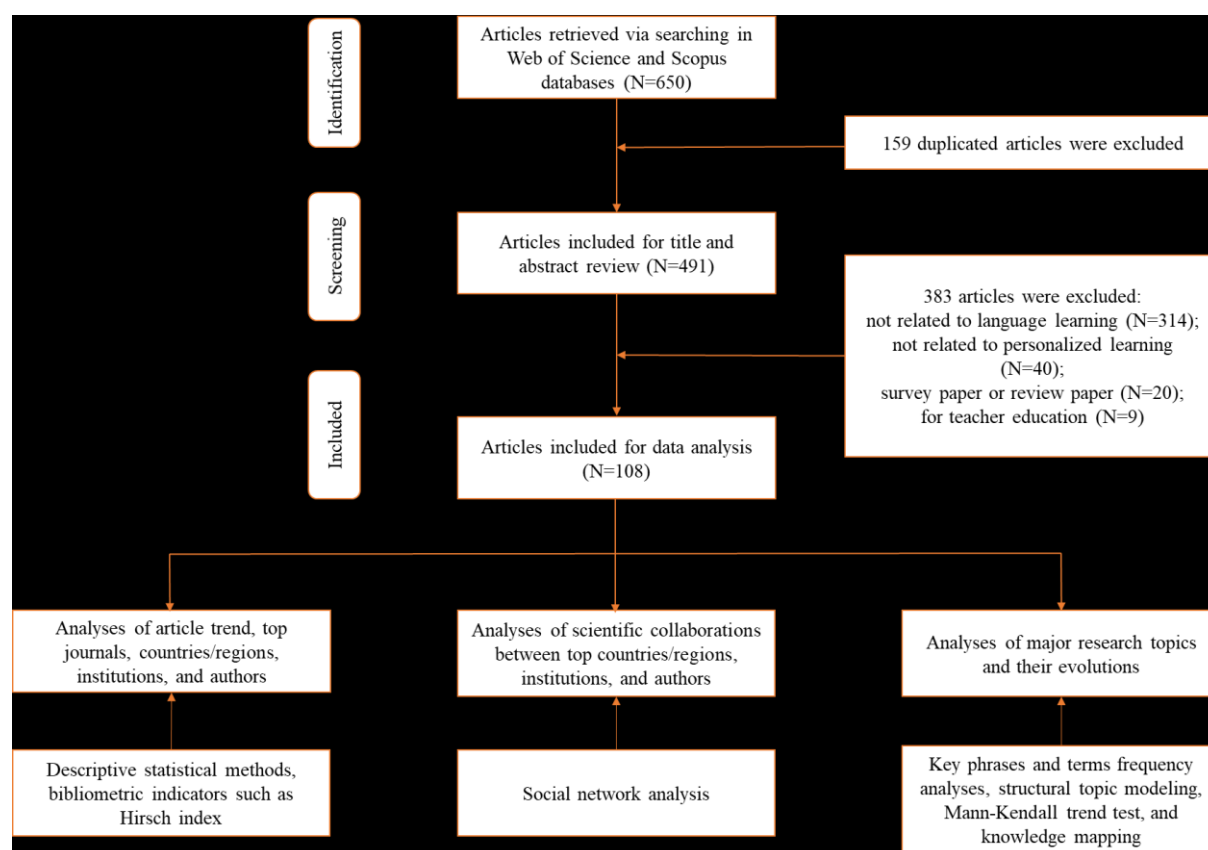 Identification
Articles retrieved via searching in
Web of Science and Scopus
databases (N=650)
159 duplicated articles were excluded
Screening
Articles included for title and
abstract review (N=491)
383 articles were excluded:
not related to language learning (N=314);
not related to personalized learning
(N=40);
survey paper or review paper (N=20);
for teacher education (N=9)
Included
Articles included for data analysis
(N=108)
Analyses of article trend, top
journals, countries/regions,
institutions, and authors
Analyses of scientific collaborations
between top countries/regions,
institutions, and authors
Analyses of major research topics
and their evolutions
Descriptive statistical methods,
bibliometric indicators such as
Hirsch index
Social network analysis
Key phrases and terms frequency
analyses, structural topic modeling,
Mann-Kendall trend test, and
knowledge mapping